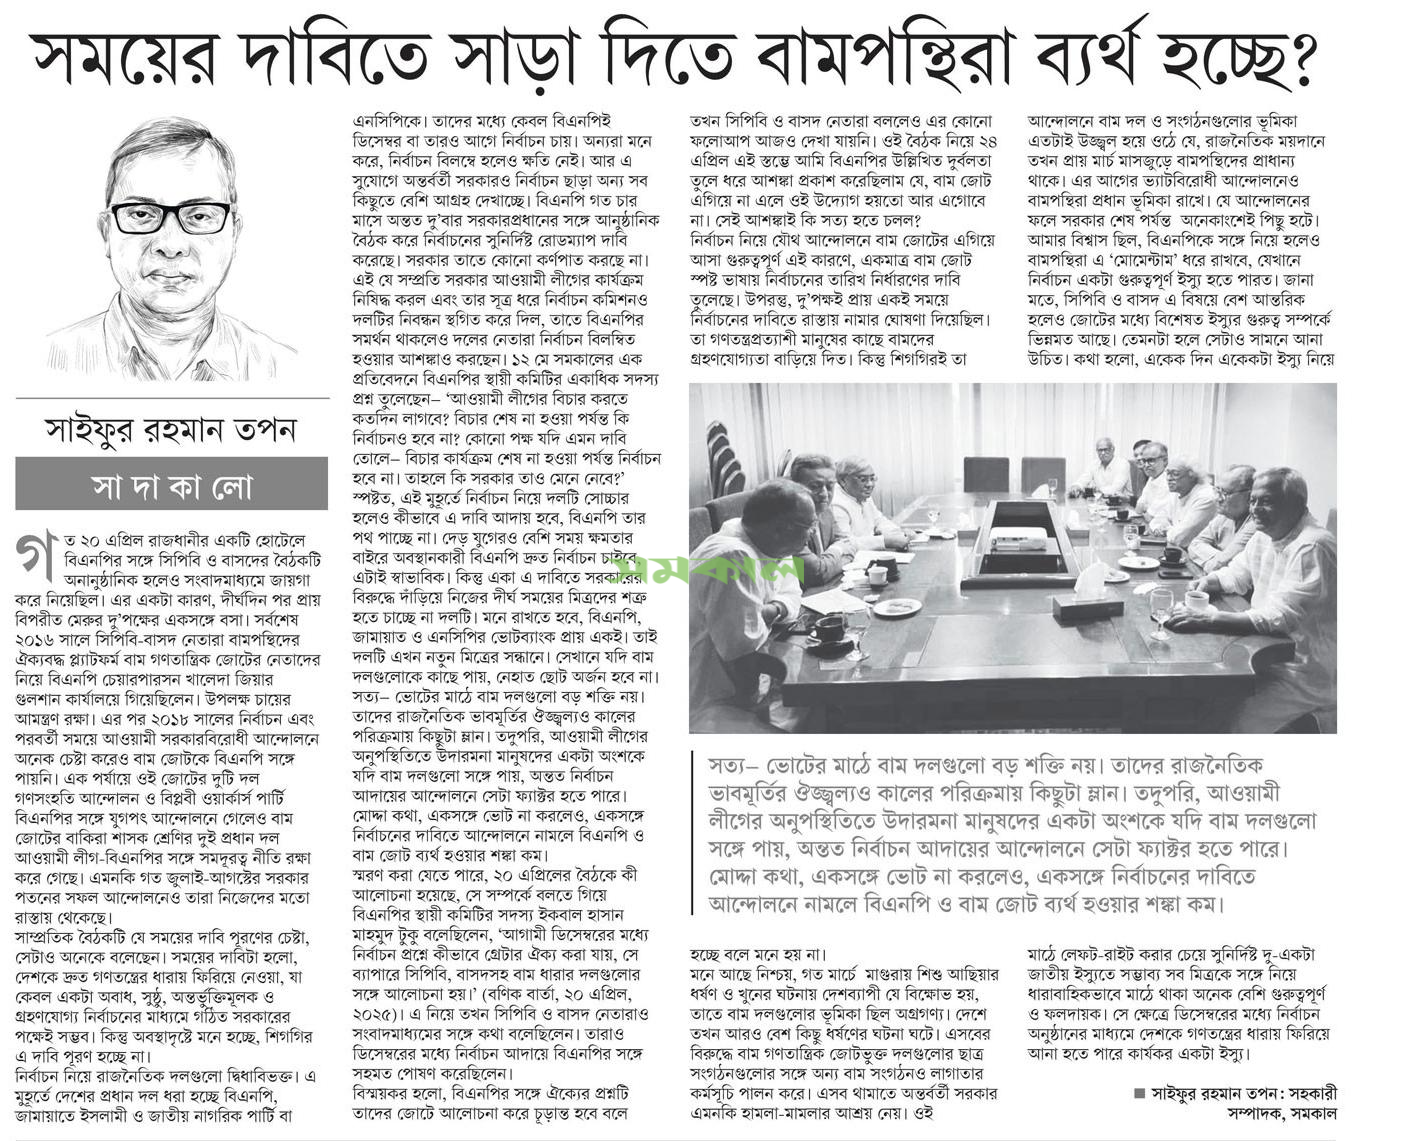 সময়ের দাবিতে সাড়া দিতে বামপন্থিরা ব্যর্থ হচ্ছে?
সাইফুর রহমান তপন
সা দা কা লো
গত ২০ এপ্রিল রাজধানীর একটি হোটেলে
বিএনপির সঙ্গে সিপিবি ও বাসদের বৈঠকটি
অনানুষ্ঠানিক হলেও সংবাদমাধ্যমে জায়গা
করে নিয়েছিল। এর একটা কারণ, দীর্ঘদিন পর প্রায়
বিপরীত মেরুর দু’পক্ষের একসঙ্গে বসা। সর্বশেষ
২০১৬ সালে সিপিবি-বাসদ নেতারা বামপন্থিদের
ঐক্যবদ্ধ প্ল্যাটফর্ম বাম গণতান্ত্রিক জোটের নেতাদের
নিয়ে বিএনপি চেয়ারপারসন খালেদা জিয়ার
গুলশান কার্যালয়ে গিয়েছিলেন। উপলক্ষ চায়ের
আমন্ত্রণ রক্ষা। এর পর ২০১৮ সালের নির্বাচন এবং
পরবর্তী সময়ে আওয়ামী সরকারবিরোধী আন্দোলনে
অনেক চেষ্টা করেও বাম জোটকে বিএনপি সঙ্গে
পায়নি। এক পর্যায়ে ওই জোটের দুটি দল
গণসংহতি আন্দোলন ও বিপ্লবী ওয়ার্কার্স পার্টি
বিএনপির সঙ্গে যুগপৎ আন্দোলনে গেলেও বাম
জোটের বাকিরা শাসক শ্রেণির দুই প্রধান দল
আওয়ামী লীগ-বিএনপির সঙ্গে সমদূরত্ব নীতি রক্ষা
করে গেছে। এমনকি গত জুলাই-আগস্টের সরকার
পতনের সফল আন্দোলনেও তারা নিজেদের মতো
রাস্তায় থেকেছে।
সাম্প্রতিক বৈঠকটি যে সময়ের দাবি পূরণের চেষ্টা,
সেটাও অনেকে বলেছেন। সময়ের দাবিটা হলো,
দেশকে দ্রুত গণতন্ত্রের ধারায় ফিরিয়ে নেওয়া, যা
কেবল একটা অবাধ, সুষ্ঠু, অন্তর্ভুক্তিমূলক ও
গ্রহণযোগ্য নির্বাচনের মাধ্যমে গঠিত সরকারের
পক্ষেই সম্ভব। কিন্তু অবস্থাদৃষ্টে মনে হচ্ছে, শিগগির
এ দাবি পূরণ হচ্ছে না।
নির্বাচন নিয়ে রাজনৈতিক দলগুলো দ্বিধাবিভক্ত। এ
মুহূর্তে দেশের প্রধান দল ধরা হচ্ছে বিএনপি,
জামায়াতে ইসলামী ও জাতীয় নাগরিক পার্টি বা
এনসিপিকে। তাদের মধ্যে কেবল বিএনপিই
ডিসেম্বর বা তারও আগে নির্বাচন চায়। অন্যরা মনে
করে, নির্বাচন বিলম্বে হলেও ক্ষতি নেই। আর এ
সুযোগে অন্তর্বর্তী সরকারও নির্বাচন ছাড়া অন্য সব
কিছুতে বেশি আগ্রহ দেখাচ্ছে। বিএনপি গত চার
মাসে অন্তত দু’বার সরকারপ্রধানের সঙ্গে আনুষ্ঠানিক
বৈঠক করে নির্বাচনের সুনির্দিষ্ট রোডম্যাপ দাবি
করেছে। সরকার তাতে কোনো কর্ণপাত করছে না।
এই যে সম্প্রতি সরকার আওয়ামী লীগের কার্যক্রম
নিষিদ্ধ করল এবং তার সূত্র ধরে নির্বাচন কমিশনও
দলটির নিবন্ধন স্থগিত করে দিল, তাতে বিএনপির
সমর্থন থাকলেও দলের নেতারা নির্বাচন বিলম্বিত
হওয়ার আশঙ্কাও করছেন। ১২ মে সমকালের এক
প্রতিবেদনে বিএনপির স্থায়ী কমিটির একাধিক সদস্য
প্রশ্ন তুলেছেন– ‘আওয়ামী লীগের বিচার করতে
কতদিন লাগবে? বিচার শেষ না হওয়া পর্যন্ত কি
নির্বাচনও হবে না? কোনো পক্ষ যদি এমন দাবি
তোলে– বিচার কার্যক্রম শেষ না হওয়া পর্যন্ত নির্বাচন
হবে না। তাহলে কি সরকার তাও মেনে নেবে?’
স্পষ্টত, এই মুহূর্তে নির্বাচন নিয়ে দলটি সোচ্চার
হলেও কীভাবে এ দাবি আদায় হবে, বিএনপি তার
পথ পাচ্ছে না। দেড় যুগেরও বেশি সময় ক্ষমতার
বাইরে অবস্থানকারী বিএনপি দ্রুত নির্বাচন চাইবে,
এটাই স্বাভাবিক। কিন্তু একা এ দাবিতে সরকারের
বিরুদ্ধে দাঁড়িয়ে নিজের দীর্ঘ সময়ের মিত্রদের শত্রু
হতে চাচ্ছে না দলটি। মনে রাখতে হবে, বিএনপি,
জামায়াত ও এনসিপির ভোটব্যাংক প্রায় একই। তাই
দলটি এখন নতুন মিত্রের সন্ধানে। সেখানে যদি বাম
দলগুলোকে কাছে পায়, নেহাত ছোট অর্জন হবে না।
সত্য– ভোটের মাঠে বাম দলগুলো বড় শক্তি নয়।
তাদের রাজনৈতিক ভাবমূর্তির ঔজ্জ্বল্যও কালের
পরিক্রমায় কিছুটা ম্লান। তদুপরি, আওয়ামী লীগের
অনুপস্থিতিতে উদারমনা মানুষদের একটা অংশকে
যদি বাম দলগুলো সঙ্গে পায়, অন্তত নির্বাচন
আদায়ের আন্দোলনে সেটা ফ্যাক্টর হতে পারে।
মোদ্দা কথা, একসঙ্গে ভোট না করলেও, একসঙ্গে
নির্বাচনের দাবিতে আন্দোলনে নামলে বিএনপি ও
বাম জোট ব্যর্থ হওয়ার শঙ্কা কম।
স্মরণ করা যেতে পারে, ২০ এপ্রিলের বৈঠকে কী
আলোচনা হয়েছে, সে সম্পর্কে বলতে গিয়ে
বিএনপির স্থায়ী কমিটির সদস্য ইকবাল হাসান
মাহমুদ টুকু বলেছিলেন, ‘আগামী ডিসেম্বরের মধ্যে
নির্বাচন প্রশ্নে কীভাবে গ্রেটার ঐক্য করা যায়, সে
ব্যাপারে সিপিবি, বাসদসহ বাম ধারার দলগুলোর
সঙ্গে আলোচনা হয়।’ (বণিক বার্তা, ২০ এপ্রিল,
২০২৫)। এ নিয়ে তখন সিপিবি ও বাসদ নেতারাও
সংবাদমাধ্যমের সঙ্গে কথা বলেছিলেন। তারাও
ডিসেম্বরের মধ্যে নির্বাচন আদায়ে বিএনপির সঙ্গে
সহমত পোষণ করেছিলেন।
বিস্ময়কর হলো, বিএনপির সঙ্গে ঐক্যের প্রশ্নটি
তাদের জোটে আলোচনা করে চূড়ান্ত হবে বলে
তখন সিপিবি ও বাসদ নেতারা বললেও এর কোনো
ফলোআপ আজও দেখা যায়নি। ওই বৈঠক নিয়ে ২৪
এপ্রিল এই স্তম্ভে আমি বিএনপির উল্লিখিত দুর্বলতা
তুলে ধরে আশঙ্কা প্রকাশ করেছিলাম যে, বাম জোট
এগিয়ে না এলে ওই উদ্যোগ হয়তো আর এগোবে
না। সেই আশঙ্কাই কি সত্য হতে চলল?
নির্বাচন নিয়ে যৌথ আন্দোলনে বাম জোটের এগিয়ে
আসা গুরুত্বপূর্ণ এই কারণে, একমাত্র বাম জোট
স্পষ্ট ভাষায় নির্বাচনের তারিখ নির্ধারণের দাবি
তুলেছে। উপরন্তু, দু’পক্ষই প্রায় একই সময়ে
নির্বাচনের দাবিতে রাস্তায় নামার ঘোষণা দিয়েছিল।
তা গণতন্ত্রপ্রত্যাশী মানুষের কাছে বামদের
গ্রহণযোগ্যতা বাড়িয়ে দিত। কিন্তু শিগগিরই তা
হচ্ছে বলে মনে হয় না।
মনে আছে নিশ্চয়, গত মার্চে মাগুরায় শিশু আছিয়ার
ধর্ষণ ও খুনের ঘটনায় দেশব্যাপী যে বিক্ষোভ হয়,
তাতে বাম দলগুলোর ভূমিকা ছিল অগ্রগণ্য। দেশে
তখন আরও বেশ কিছু ধর্ষণের ঘটনা ঘটে। এসবের
বিরুদ্ধে বাম গণতান্ত্রিক জোটভুক্ত দলগুলোর ছাত্র
সংগঠনগুলোর সঙ্গে অন্য বাম সংগঠনও লাগাতার
কর্মসূচি পালন করে। এসব থামাতে অন্তর্বর্তী সরকার
এমনকি হামলা-মামলার আশ্রয় নেয়। ওই
আন্দোলনে বাম দল ও সংগঠনগুলোর ভূমিকা
এতটাই উজ্জ্বল হয়ে ওঠে যে, রাজনৈতিক ময়দানে
তখন প্রায় মার্চ মাসজুড়ে বামপন্থিদের প্রাধান্য
থাকে। এর আগের ভ্যাটবিরোধী আন্দোলনেও
বামপন্থিরা প্রধান ভূমিকা রাখে। যে আন্দোলনের
ফলে সরকার শেষ পর্যন্ত অনেকাংশেই পিছু হটে।
আমার বিশ্বাস ছিল, বিএনপিকে সঙ্গে নিয়ে হলেও
বামপন্থিরা এ ‘মোমেন্টাম’ ধরে রাখবে, যেখানে
নির্বাচন একটা গুরুত্বপূর্ণ ইস্যু হতে পারত। জানা
মতে, সিপিবি ও বাসদ এ বিষয়ে বেশ আন্তরিক
হলেও জোটের মধ্যে বিশেষত ইস্যুর গুরুত্ব সম্পর্কে
ভিন্নমত আছে। তেমনটা হলে সেটাও সামনে আনা
উচিত। কথা হলো, একেক দিন একেকটা ইস্যু নিয়ে
মাঠে লেফট-রাইট করার চেয়ে সুনির্দিষ্ট দু-একটা
জাতীয় ইস্যুতে সম্ভাব্য সব মিত্রকে সঙ্গে নিয়ে
ধারাবাহিকভাবে মাঠে থাকা অনেক বেশি গুরুত্বপূর্ণ
ও ফলদায়ক। সে ক্ষেত্রে ডিসেম্বরের মধ্যে নির্বাচন
অনুষ্ঠানের মাধ্যমে দেশকে গণতন্ত্রের ধারায় ফিরিয়ে
আনা হতে পারে কার্যকর একটা ইস্যু।
সমকাল
সত্য– ভোটের মাঠে বাম দলগুলো বড় শক্তি নয়। তাদের রাজনৈতিক
ভাবমূর্তির ঔজ্জ্বল্যও কালের পরিক্রমায় কিছুটা ম্লান। তদুপরি, আওয়ামী
লীগের অনুপস্থিতিতে উদারমনা মানুষদের একটা অংশকে যদি বাম দলগুলো
সঙ্গে পায়, অন্তত নির্বাচন আদায়ের আন্দোলনে সেটা ফ্যাক্টর হতে পারে।
মোদ্দা কথা, একসঙ্গে ভোট না করলেও, একসঙ্গে নির্বাচনের দাবিতে
আন্দোলনে নামলে বিএনপি ও বাম জোট ব্যর্থ হওয়ার শঙ্কা কম।
■ সাইফুর রহমান তপন: সহকারী
সম্পাদক, সমকাল